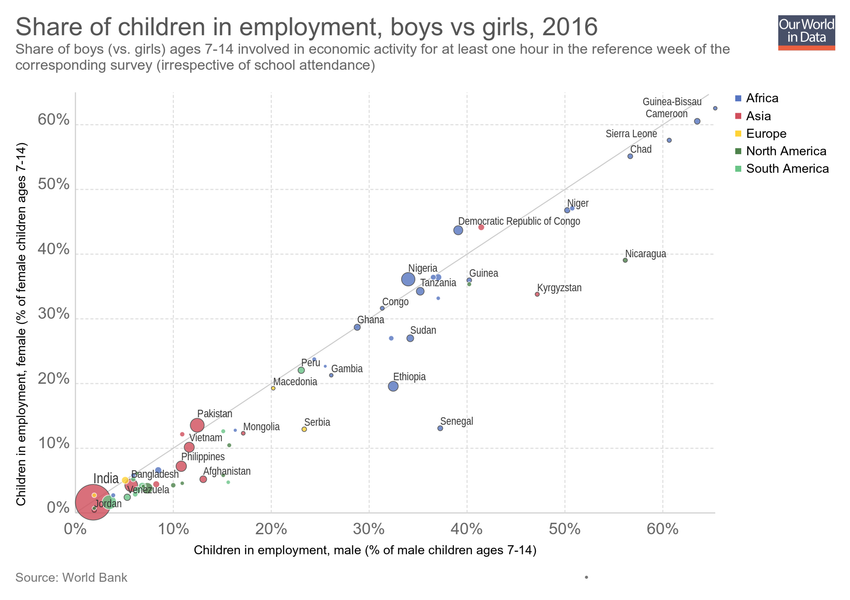 Share of children in employment, boys vs girls, 2016
Our World
in Data
Share of boys (vs. girls) ages 7-14 involved in economic activity for at least one hour in the reference week of the
corresponding survey (irrespective of school attendance)
Africa
Asia
Europe
North America
South America
Children in employment, female (% of female children ages 7-14)
60%
50%
40%
30%
20%
10%
0%
Guinea-Bissau
Cameroon
Sierra Leone
Chad
Niger
Democratic Republic of Congo
Nicaragua
Nigeria
Guinea
Tanzania
Kyrgyzstan
Congo
Ghana
Sudan
Peru
Gambia
Macedonia
Ethiopia
Pakistan
Mongolia
Serbia
Senegal
Vietnam
Philippines
Afghanistan
India
Bangladesh
Venezuela
Jordan
0%
10%
20%
30%
40%
50%
60%
Children in employment, male (% of male children ages 7-14)
Source: World Bank